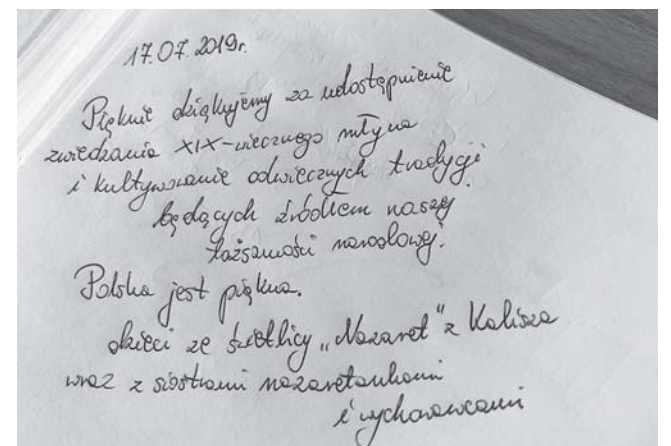 17.07.2019r.
Pięknie dziękujemy za udostępnienie
zwiedzania XIX-wiecznego młyna
i kultywowanie odwiecznych tradycji
będących źródłem naszej
tożsamości narodowej.
Polska jest piękna.
dzieci ze świetlicy „Nazaret" z Kalisza
wraz z siostrami nazaretankami
i wychowawcami